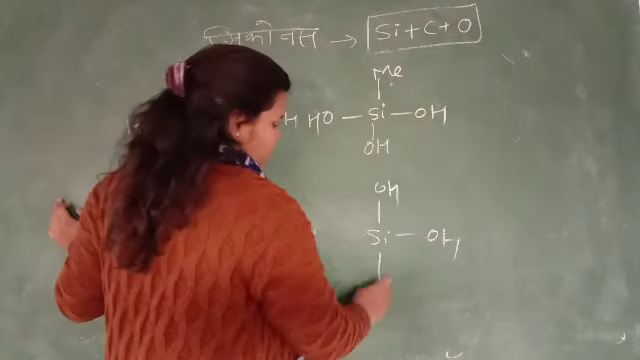 सिलिकोनस → Si + C + O
Me
H HO — Si — OH
OH
OH
Si — OH